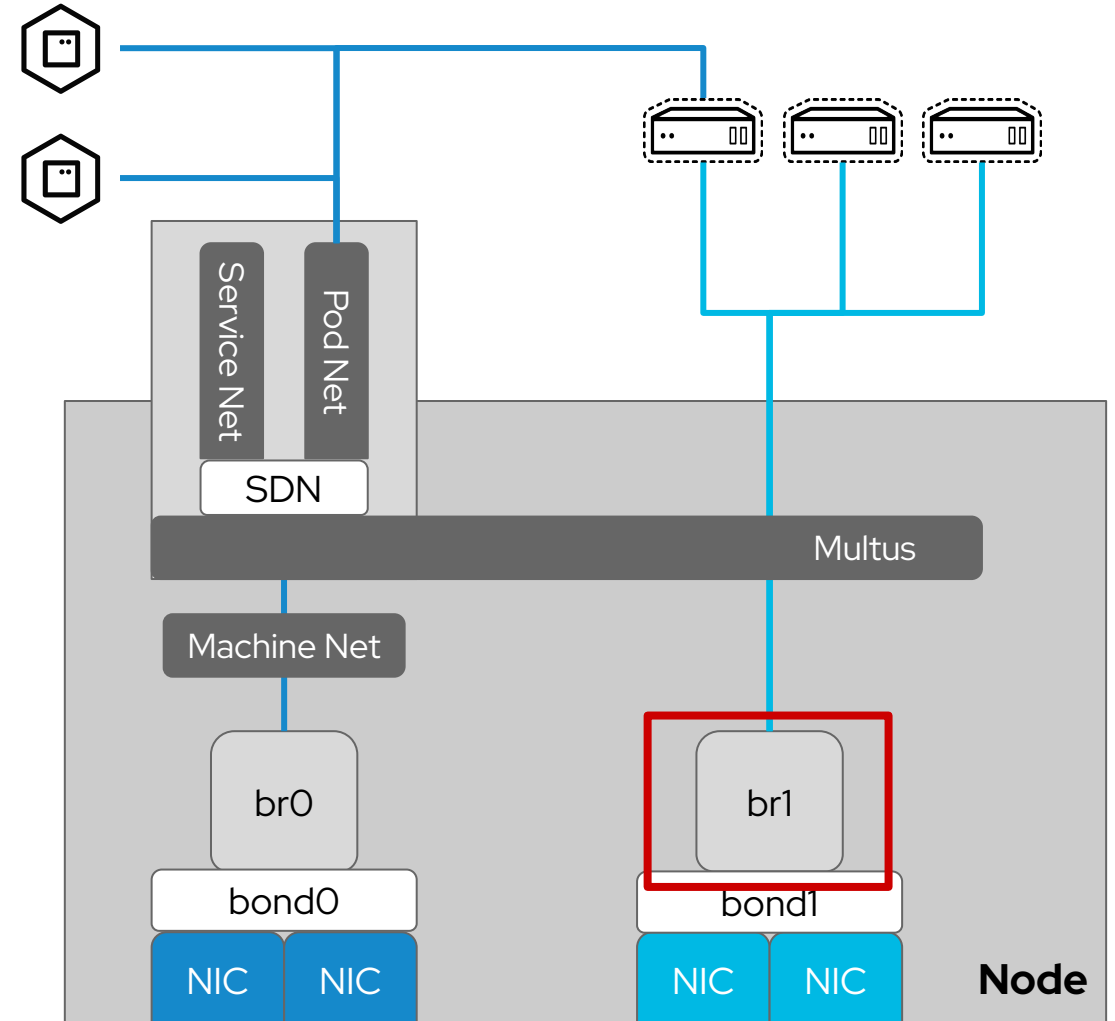 Service Net
Pod Net
SDN
Multus
Machine Net
br0
br1
bond0
bond1
NIC
NIC
NIC
NIC
Node